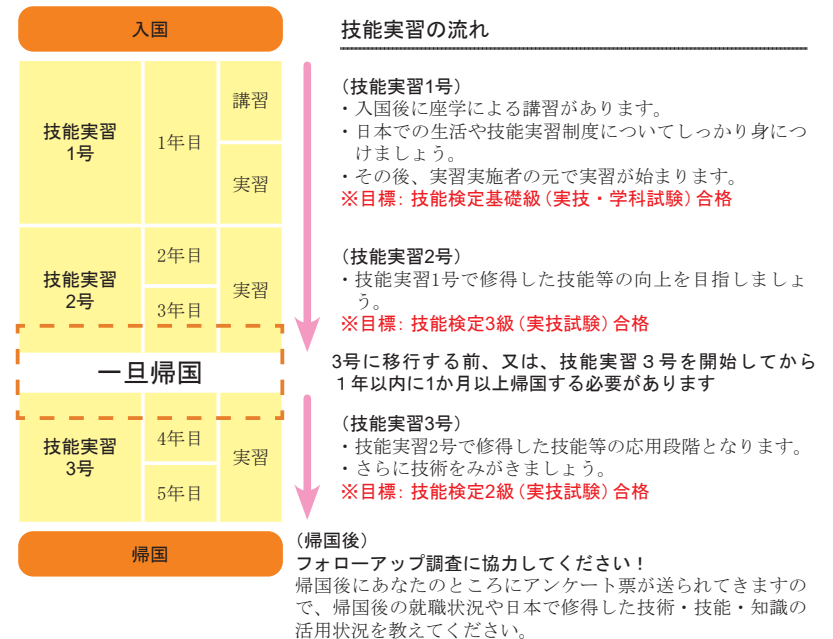 入国
技能実習
1号
1年目
講習
実習
技能実習
2号
2年目
3年目
実習
一旦帰国
技能実習
3号
4年目
5年目
実習
帰国
技能実習の流れ
（技能実習1号）
・入国後に座学による講習があります。
・日本での生活や技能実習制度についてしっかり身につ
けましょう。
・その後、実習実施者の元で実習が始まります。
※目標：技能検定基礎級（実技・学科試験）合格
（技能実習2号）
・技能実習1号で修得した技能等の向上を目指しましょ
う。
※目標：技能検定3級（実技試験）合格
3号に移行する前、又は、技能実習３号を開始してから
１年以内に1か月以上帰国する必要があります
（技能実習3号）
・技能実習2号で修得した技能等の応用段階となります。
・さらに技術をみがきましょう。
※目標：技能検定2級（実技試験）合格
（帰国後）
フォローアップ調査に協力してください！
帰国後にあなたのところにアンケート票が送られてきますの
で、帰国後の就職状況や日本で修得した技術・技能・知識の
活用状況を教えてください。